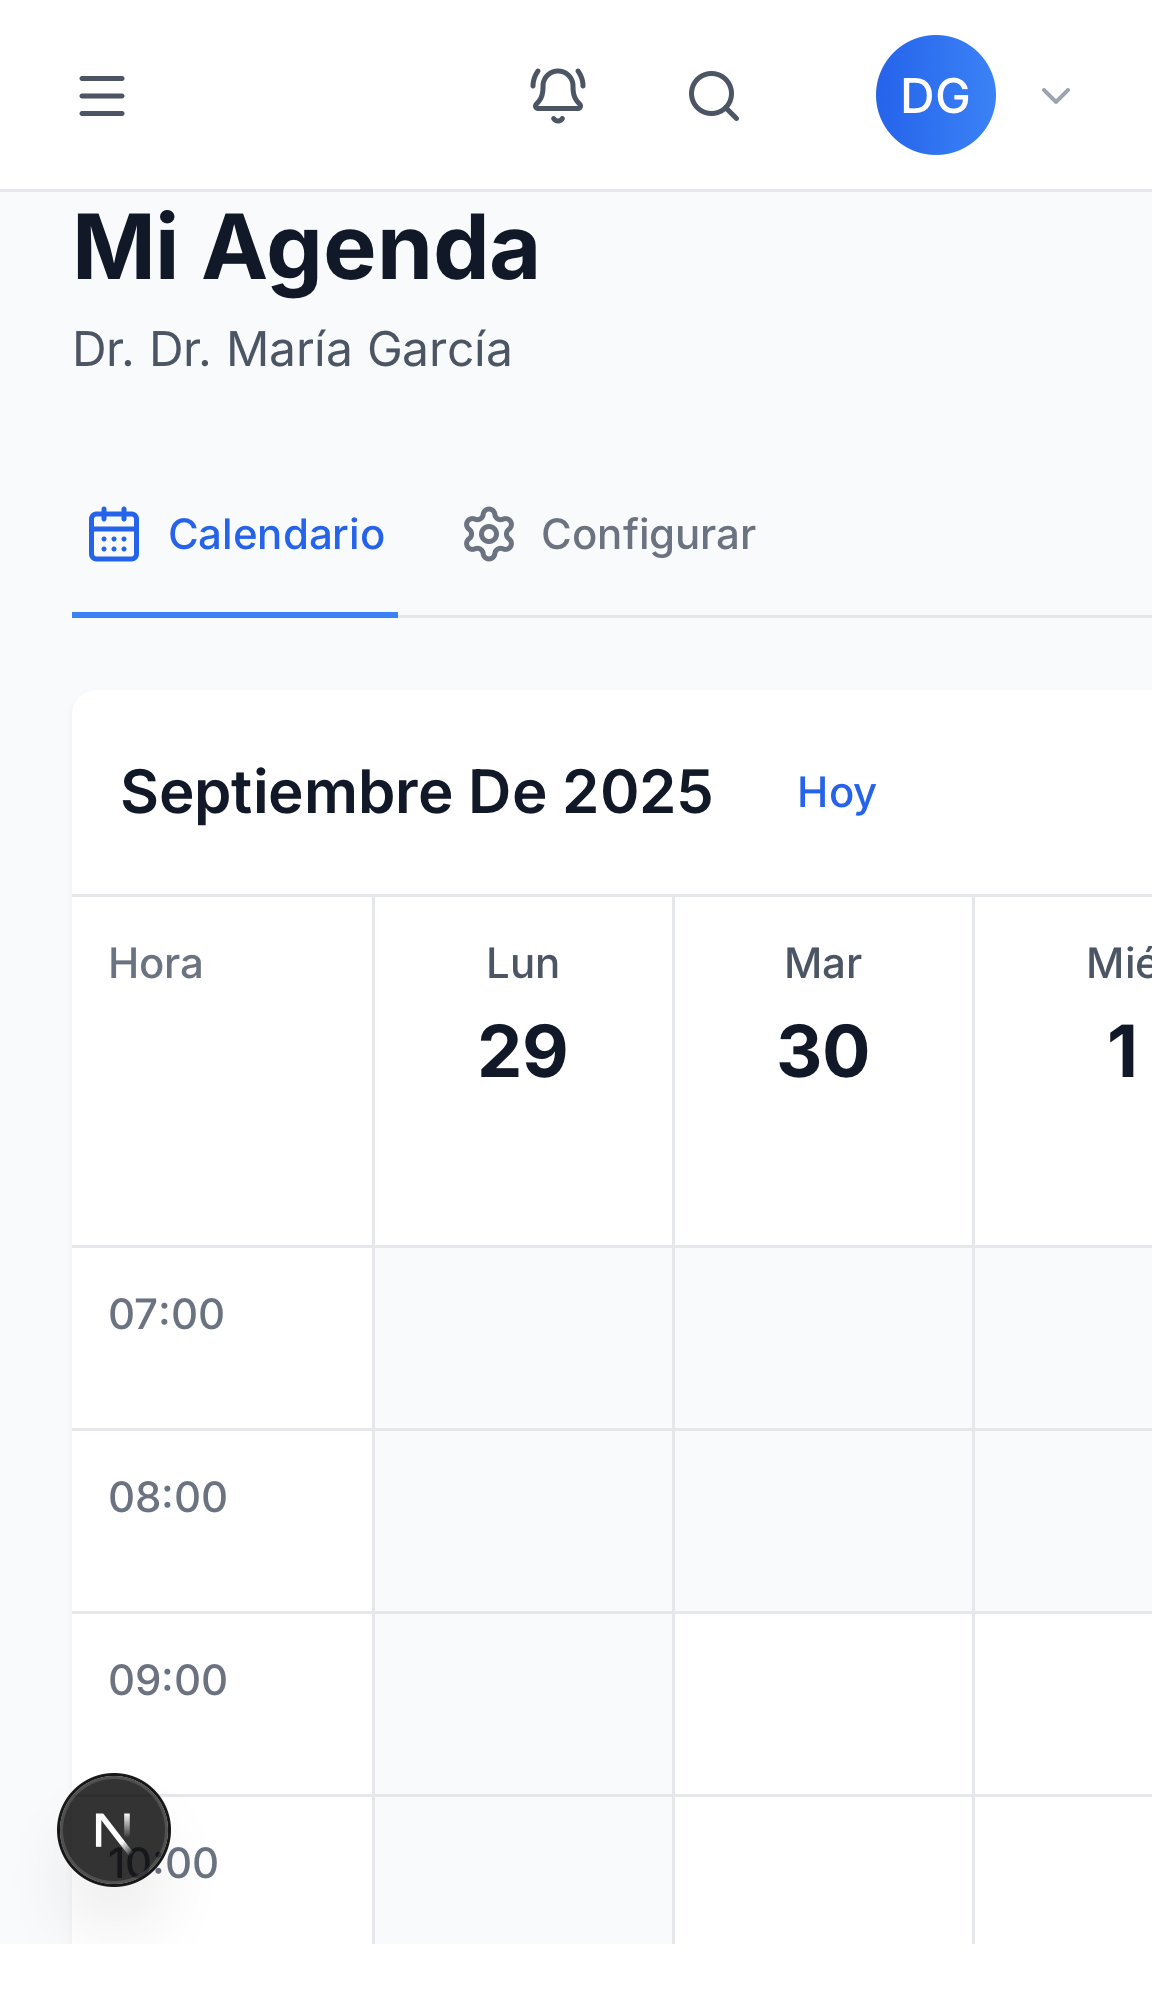 DG
Mi Agenda
Dr. Dr. María García
Calendario Configurar
Septiembre De 2025 Hoy
Hora Lun Mar Mié
29 30 1
07:00
08:00
09:00
N
10:00